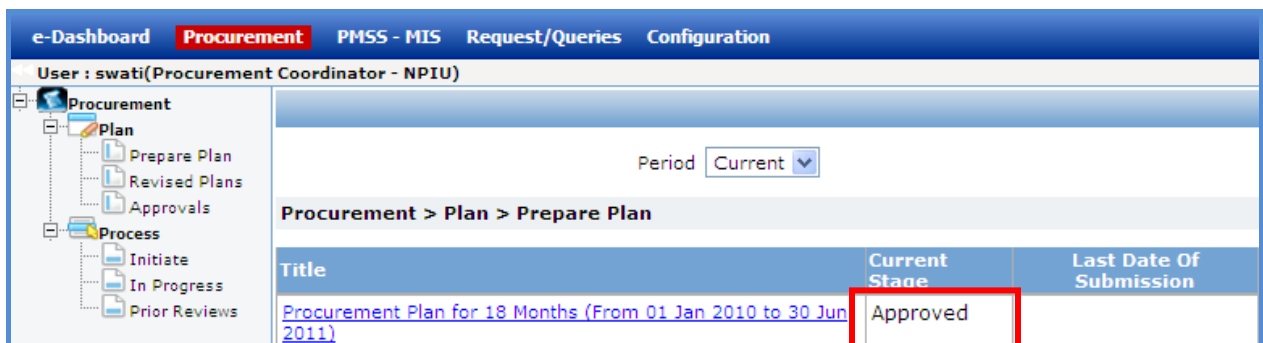 e-Dashboard Procurement PMSS - MIS Request/Queries Configuration
User : swati(Procurement Coordinator - NPIU)
Procurement
Plan
Prepare Plan
Revised Plans
Approvals
Process
Initiate
In Progress
Prior Reviews
Period Current
Procurement > Plan > Prepare Plan
Title Current Stage Last Date Of Submission
Procurement Plan for 18 Months (From 01 Jan 2010 to 30 Jun
2011)
Approved